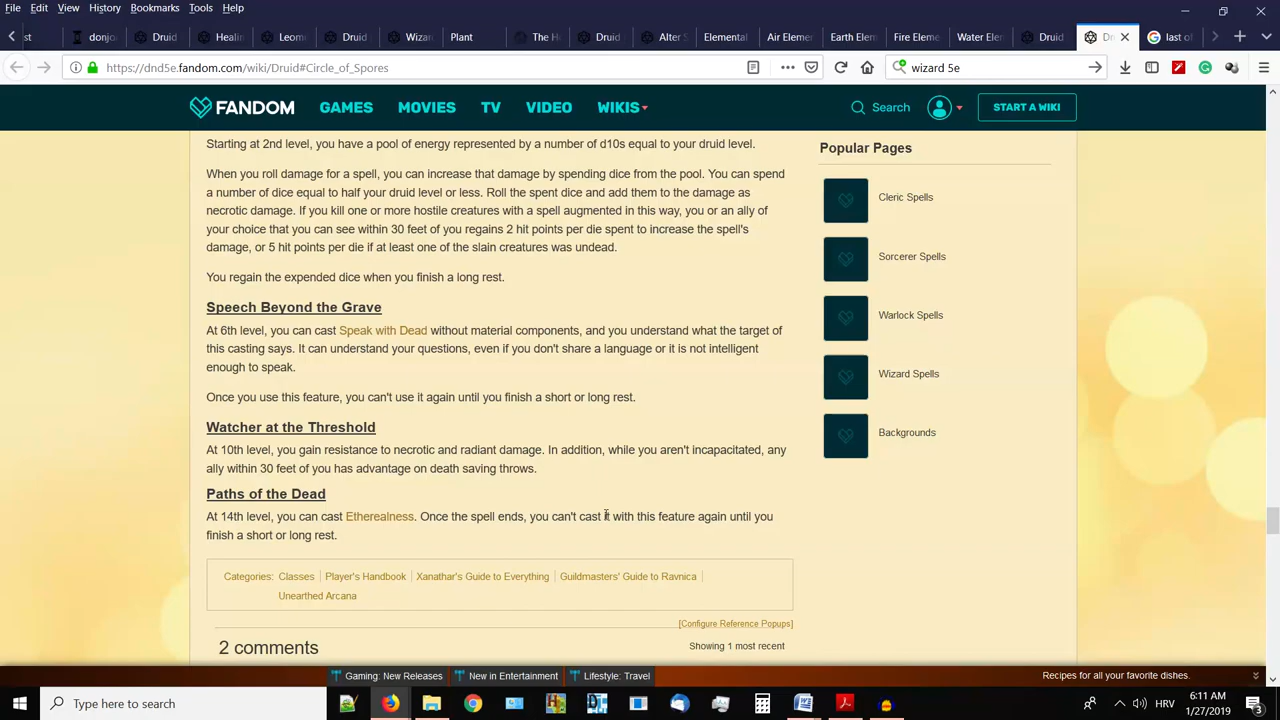 File Edit View History Bookmarks Tools Help
st donjo Druid Healin Leome Druid Wizar Plant The H Druid Alter S Elemental Air Elem Earth Elem Fire Eleme Water Elem Druid Dr last of
https://dnd5e.fandom.com/wiki/Druid#Circle_of_Spores wizard 5e
FANDOM GAMES MOVIES TV VIDEO WIKIS Search START A WIKI
Starting at 2nd level, you have a pool of energy represented by a number of d10s equal to your druid level.
When you roll damage for a spell, you can increase that damage by spending dice from the pool. You can spend
a number of dice equal to half your druid level or less. Roll the spent dice and add them to the damage as
necrotic damage. If you kill one or more hostile creatures with a spell augmented in this way, you or an ally of
your choice that you can see within 30 feet of you regains 2 hit points per die spent to increase the spell's
damage, or 5 hit points per die if at least one of the slain creatures was undead.
You regain the expended dice when you finish a long rest.
Speech Beyond the Grave
At 6th level, you can cast Speak with Dead without material components, and you understand what the target of
this casting says. It can understand your questions, even if you don't share a language or it is not intelligent
enough to speak.
Once you use this feature, you can't use it again until you finish a short or long rest.
Watcher at the Threshold
At 10th level, you gain resistance to necrotic and radiant damage. In addition, while you aren't incapacitated, any
ally within 30 feet of you has advantage on death saving throws.
Paths of the Dead
At 14th level, you can cast Etherealness. Once the spell ends, you can't cast it with this feature again until you
finish a short or long rest.
Categories: Classes Player's Handbook Xanathar's Guide to Everything Guildmasters' Guide to Ravnica
Unearthed Arcana
[Configure Reference Popups]
2 comments Showing 1 most recent
Popular Pages
Cleric Spells
Sorcerer Spells
Warlock Spells
Wizard Spells
Backgrounds
Gaming: New Releases New in Entertainment Lifestyle: Travel Recipes for all your favorite dishes.
Type here to search HRV 6:11 AM
1/27/2019 3